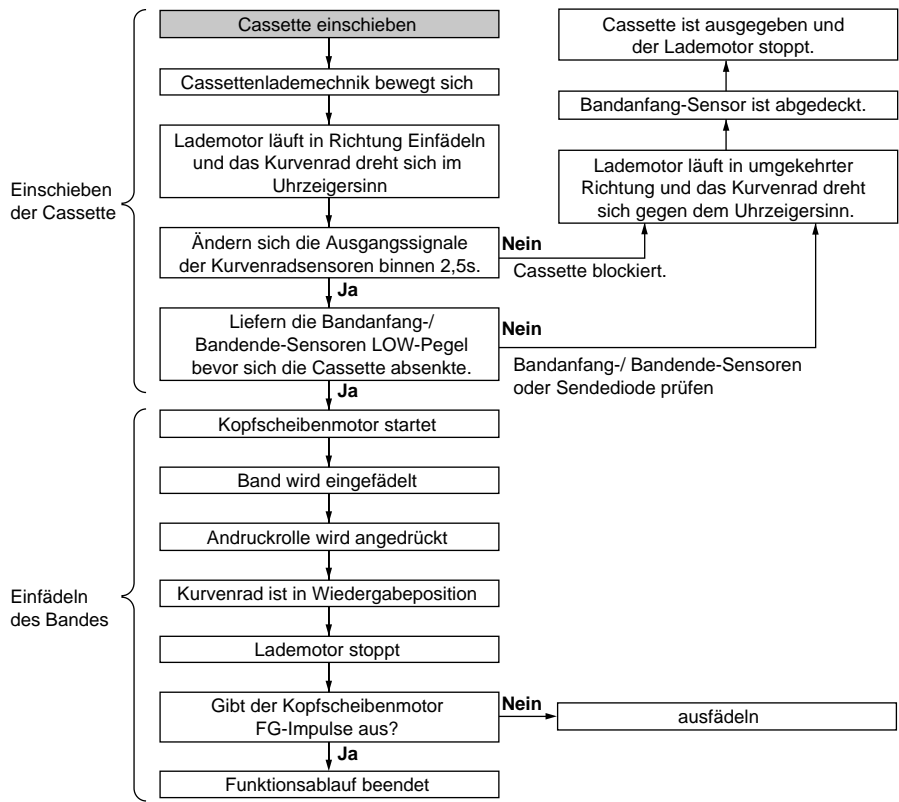 Cassette einschieben
Cassettenlademechnik bewegt sich
Lademotor läuft in Richtung Einfädeln
und das Kurvenrad dreht sich im
Uhrzeigersinn
Einschieben
der Cassette
Ändern sich die Ausgangssignale
der Kurvenradsensoren binnen 2,5s.
Nein
Cassette blockiert.
Ja
Liefern die Bandanfang-/
Bandende-Sensoren LOW-Pegel
bevor sich die Cassette absenkte.
Nein
Bandanfang-/ Bandende-Sensoren
oder Sendediode prüfen
Ja
Cassette ist ausgegeben und
der Lademotor stoppt.
Bandanfang-Sensor ist abgedeckt.
Lademotor läuft in umgekehrter
Richtung und das Kurvenrad dreht
sich gegen dem Uhrzeigersinn.
Kopfscheibenmotor startet
Band wird eingefädelt
Andruckrolle wird angedrückt
Einfädeln
des Bandes
Kurvenrad ist in Wiedergabeposition
Lademotor stoppt
Gibt der Kopfscheibenmotor
FG-Impulse aus?
Nein
ausfädeln
Ja
Funktionsablauf beendet